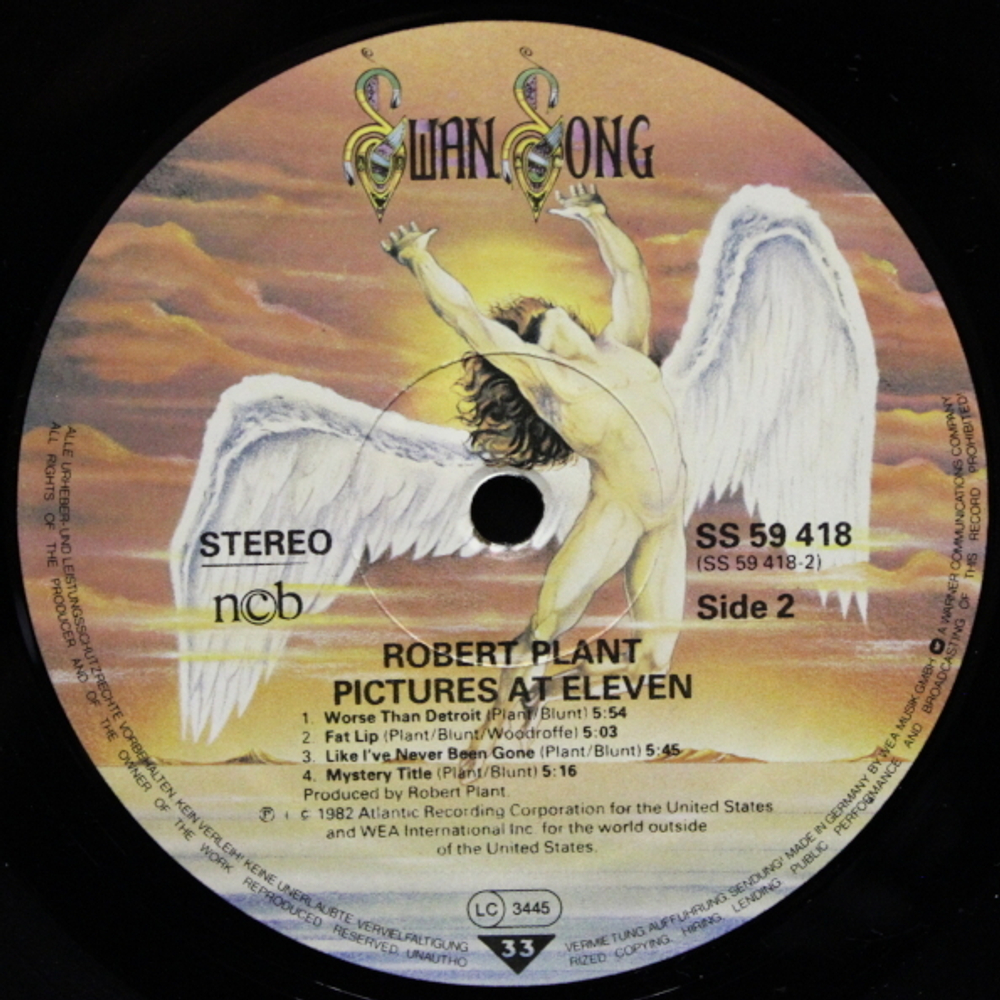 SWAN SONG
STEREO
n©b
SS 59 418
(SS 59 418-2)
Side 2
ROBERT PLANT
PICTURES AT ELEVEN
1. Worse Than Detroit (Plant/Blunt) 5:54
2. Fat Lip (Plant/Blunt/Woodroffe) 5:03
3. Like I've Never Been Gone (Plant/Blunt) 5:45
4. Mystery Title (Plant/Blunt) 5:16
Produced by Robert Plant.
℗ + © 1982 Atlantic Recording Corporation for the United States
and WEA International Inc. for the world outside
of the United States.
LC 3445
33
ALLE URHEBER- UND LEISTUNGSSCHUTZRECHTE VORBEHALTEN. KEIN VERLEIH! KEINE UNERLAUBTE VERVIELFÄLTIGUNG
VERMIETUNG, AUFFÜHRUNG, SENDUNG! MADE IN GERMANY BY WEA MUSIK GMBH A WARNER COMMUNICATIONS COMPANY
ALL RIGHTS OF THE PRODUCER AND OF THE OWNER OF THE WORK REPRODUCED RESERVED. UNAUTHO
RIZED COPYING, HIRING, LENDING, PUBLIC PERFORMANCE AND BROADCASTING OF THIS RECORD PROHIBITED!